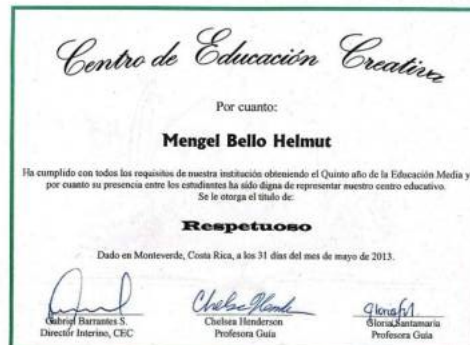 Centro de Educación Creativa
Por cuanto:
Mengel Bello Helmut
Ha cumplido con todos los requisitos de nuestra institución obteniendo el Quinto año de la Educación Media y
por cuanto su presencia entre los estudiantes ha sido digna de representar nuestro centro educativo.
Se le otorga el título de:
Respetuoso
Dado en Monteverde, Costa Rica, a los 31 días del mes de mayo de 2013.
Chelsea Hende
Gabriel Barrantes S. Chelsea Henderson Gloria Santamaría
Director Interino, CEC Profesora Guía Profesora Guía